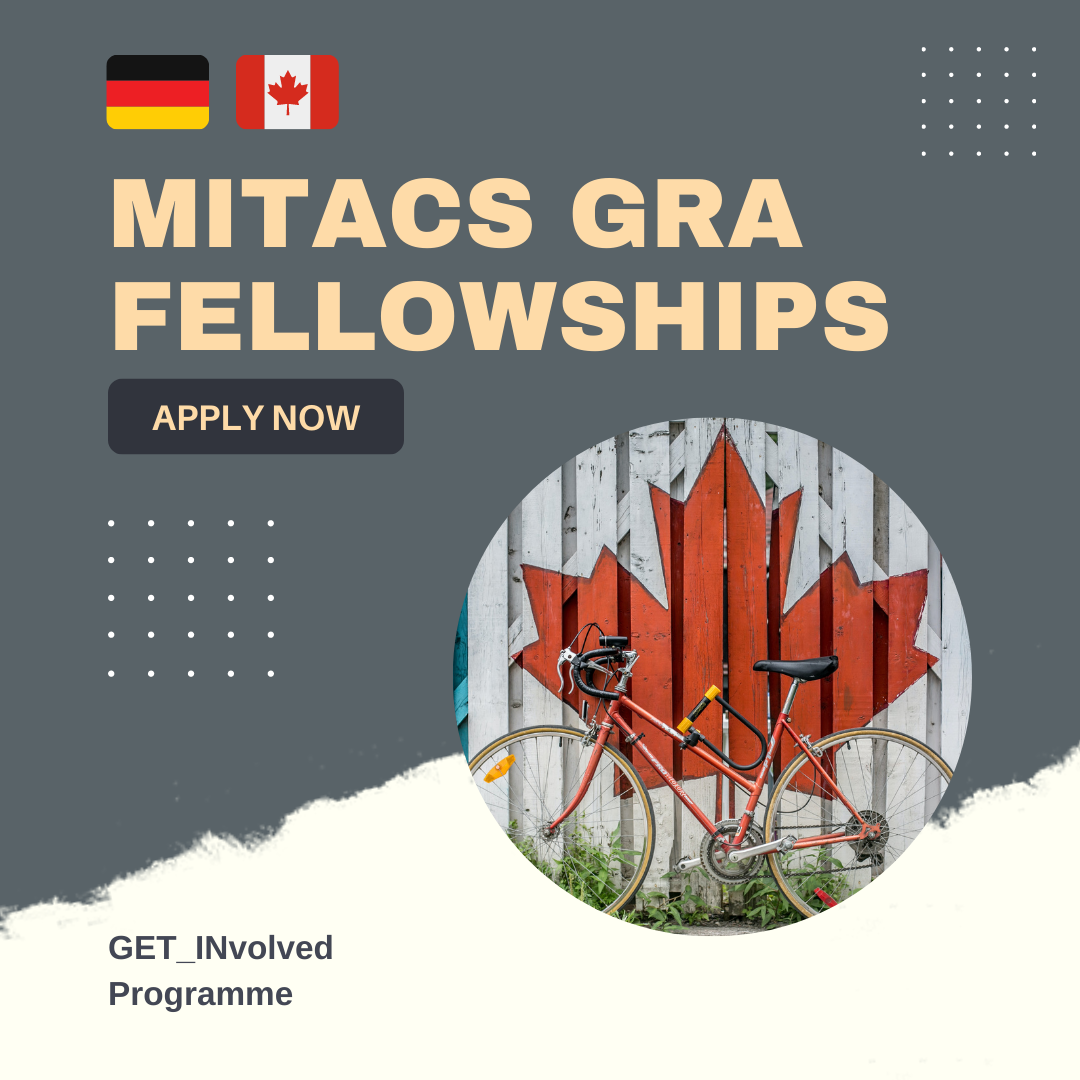 MITACS GRA
FELLOWSHIPS
APPLY NOW
GET_INvolved
Programme